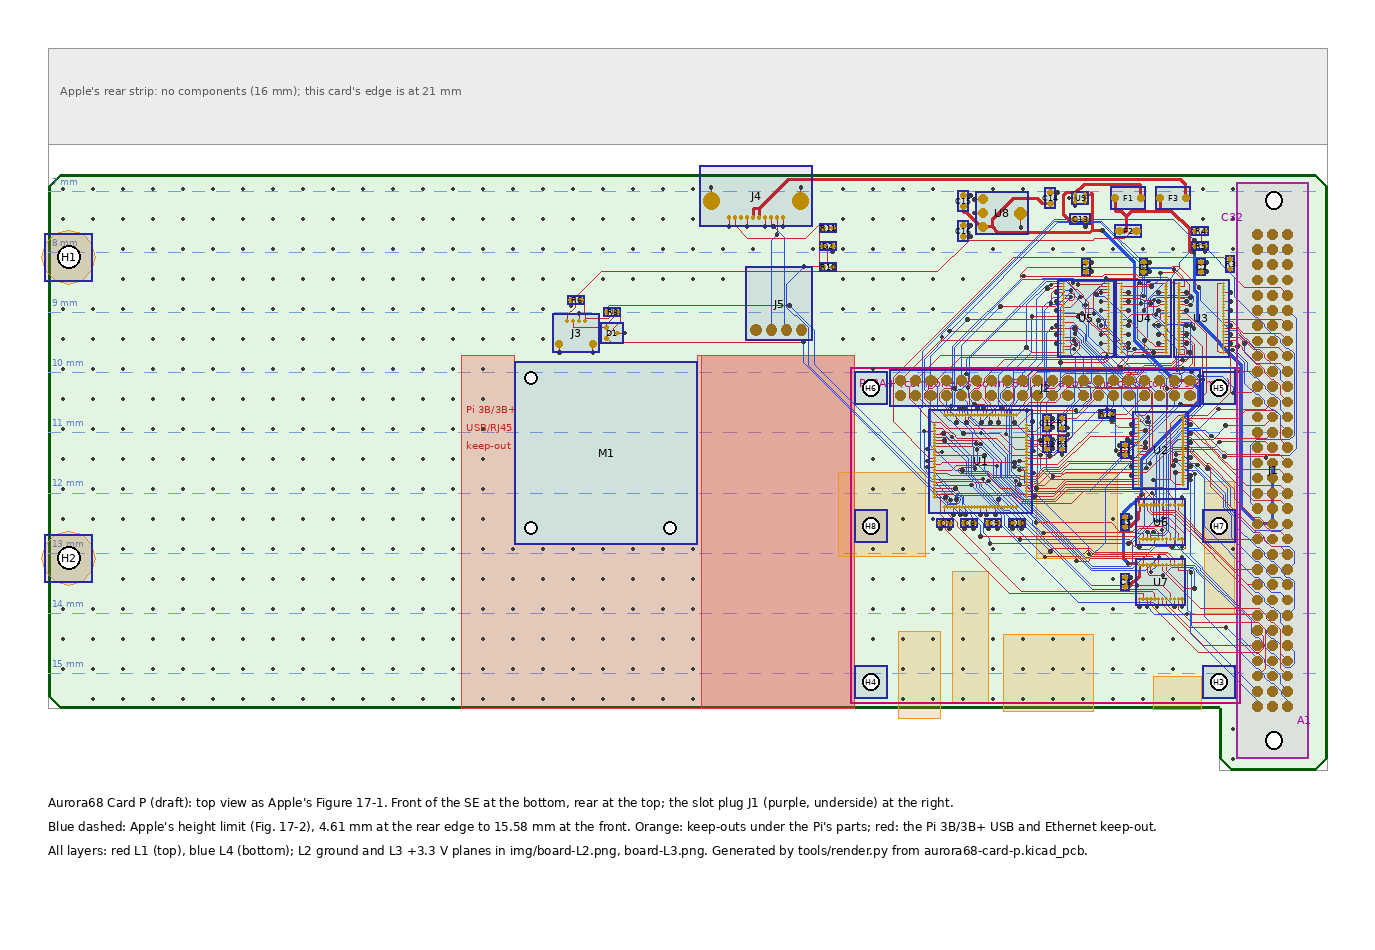 Apple's rear strip: no components (16 mm); this card's edge is at 21 mm
7 mm
J4
C14
U9
F1
F3
U8
C13
F2
C32
8 mm
H1
9 mm
J5
J3
D1
U5
U4
U3
10 mm
H6
J2
H5
Pi 3B/3B+
USB/RJ45
keep-out
11 mm
M1
U1
U2
J1
12 mm
H8
U6
H7
13 mm
H2
U7
14 mm
15 mm
H4
H3
A1
Aurora68 Card P (draft): top view as Apple's Figure 17-1. Front of the SE at the bottom, rear at the top; the slot plug J1 (purple, underside) at the right.
Blue dashed: Apple's height limit (Fig. 17-2), 4.61 mm at the rear edge to 15.58 mm at the front. Orange: keep-outs under the Pi's parts; red: the Pi 3B/3B+ USB and Ethernet keep-out.
All layers: red L1 (top), blue L4 (bottom); L2 ground and L3 +3.3 V planes in img/board-L2.png, board-L3.png. Generated by tools/render.py from aurora68-card-p.kicad_pcb.